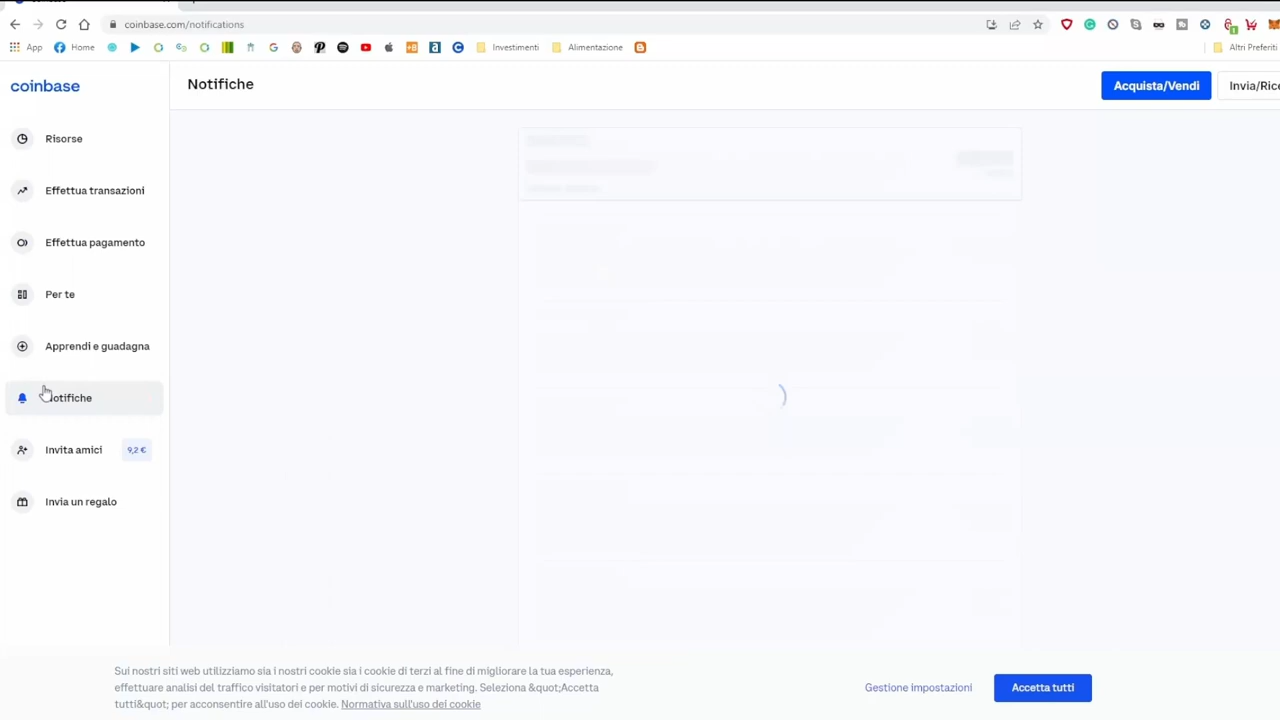 coinbase.com/notifications
App
Home
Investimenti
Alimentazione
Altri Preferiti
coinbase
Notifiche
Acquista/Vendi
Invia/Rice
Risorse
Effettua transazioni
Effettua pagamento
Per te
Apprendi e guadagna
otifiche
Invita amici
9,2 €
Invia un regalo
Sui nostri siti web utilizziamo sia i nostri cookie sia i cookie di terzi al fine di migliorare la tua esperienza,
effettuare analisi del traffico visitatori e per motivi di sicurezza e marketing. Seleziona &quot;Accetta
tutti&quot; per acconsentire all'uso dei cookie. Normativa sull'uso dei cookie
Gestione impostazioni
Accetta tutti